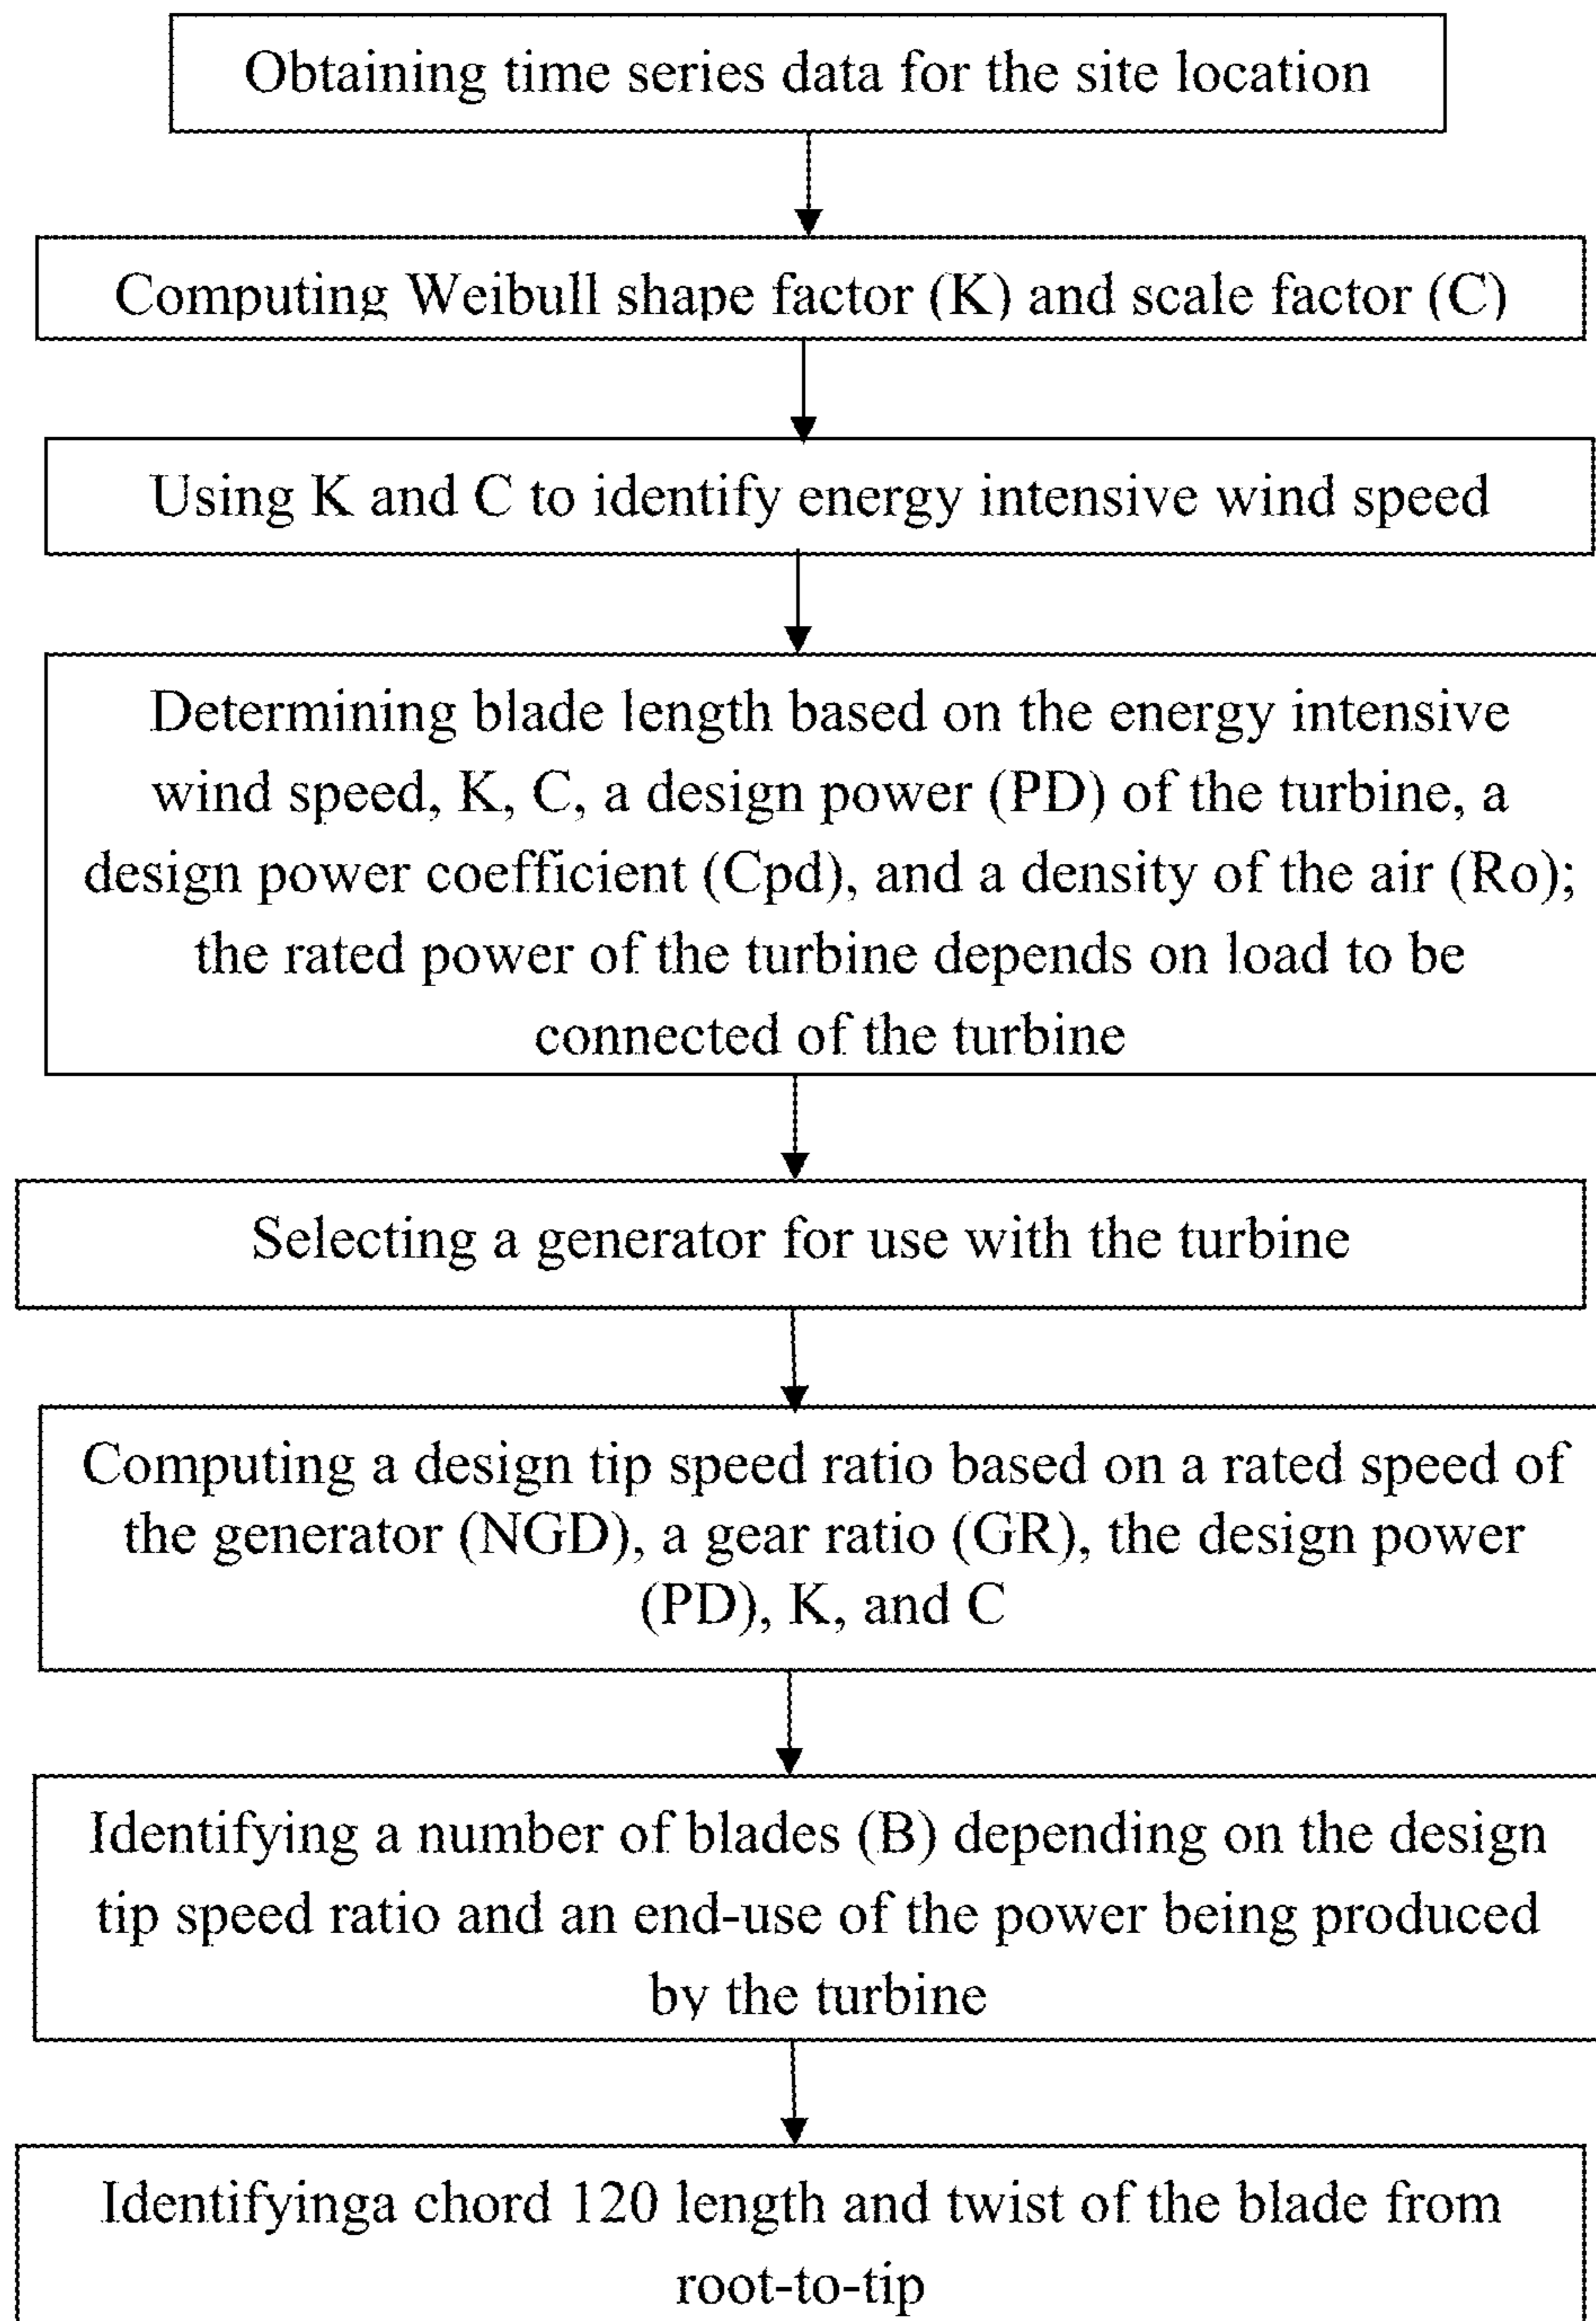 Obtaining time series data for the site location
Computing Weibull shape factor (K) and scale factor (C)
Using K and C to identify energy intensive wind speed
Determining blade length based on the energy intensive
wind speed, K, C, a design power (PD) of the turbine, a
design power coefficient (Cpd), and a density of the air (Ro);
the rated power of the turbine depends on load to be
connected of the turbine
Selecting a generator for use with the turbine
Computing a design tip speed ratio based on a rated speed of
the generator (NGD), a gear ratio (GR), the design power
(PD), K, and C
Identifying a number of blades (B) depending on the design
tip speed ratio and an end-use of the power being produced
by the turbine
Identifyinga chord 120 length and twist of the blade from
root-to-tip